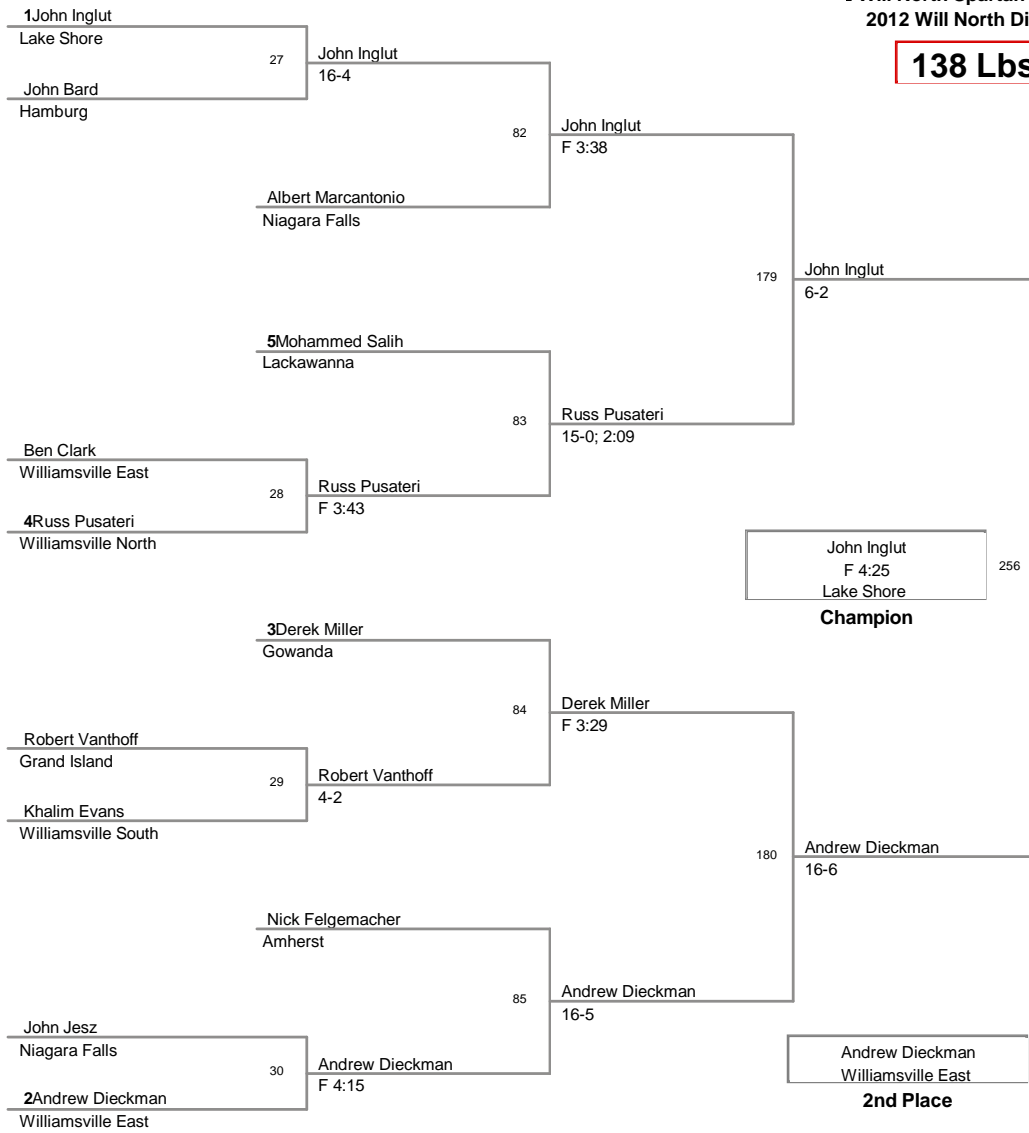 Will North Spartan
2012 Will North Di
138 Lbs
1John Inglut
Lake Shore
27
John Inglut
16-4
John Bard
Hamburg
82
John Inglut
F 3:38
Albert Marcantonio
Niagara Falls
179
John Inglut
6-2
5Mohammed Salih
Lackawanna
83
Russ Pusateri
15-0; 2:09
Ben Clark
Williamsville East
28
Russ Pusateri
F 3:43
4Russ Pusateri
Williamsville North
John Inglut
F 4:25
Lake Shore
256
Champion
3Derek Miller
Gowanda
84
Derek Miller
F 3:29
Robert Vanthoff
Grand Island
29
Robert Vanthoff
4-2
Khalim Evans
Williamsville South
180
Andrew Dieckman
16-6
Nick Felgemacher
Amherst
85
Andrew Dieckman
16-5
John Jesz
Niagara Falls
30
Andrew Dieckman
F 4:15
2Andrew Dieckman
Williamsville East
Andrew Dieckman
Williamsville East
2nd Place